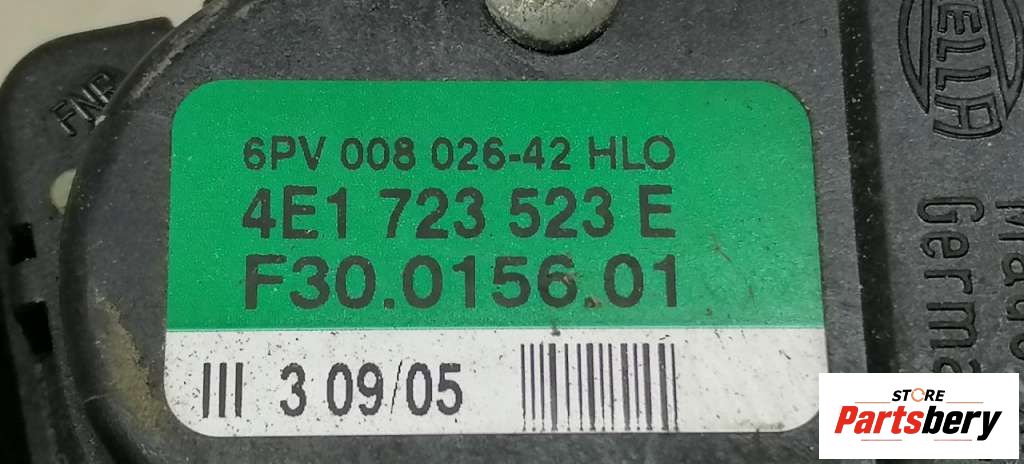 FNR
HELLA
6PV 008 026-42 HLO
4E1 723 523 E
F30.0156.01
III 3 09/05
STORE
Partsbery